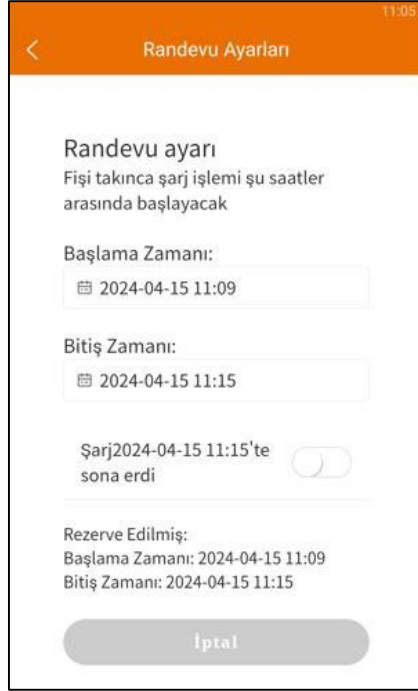 11:05
Randevu Ayarları
Randevu ayarı
Fişi takınca şarj işlemi şu saatler
arasında başlayacak
Başlama Zamanı:
2024-04-15 11:09
Bitiş Zamanı:
2024-04-15 11:15
Şarj2024-04-15 11:15'te
sona erdi
Rezerve Edilmiş:
Başlama Zamanı: 2024-04-15 11:09
Bitiş Zamanı: 2024-04-15 11:15
İptal